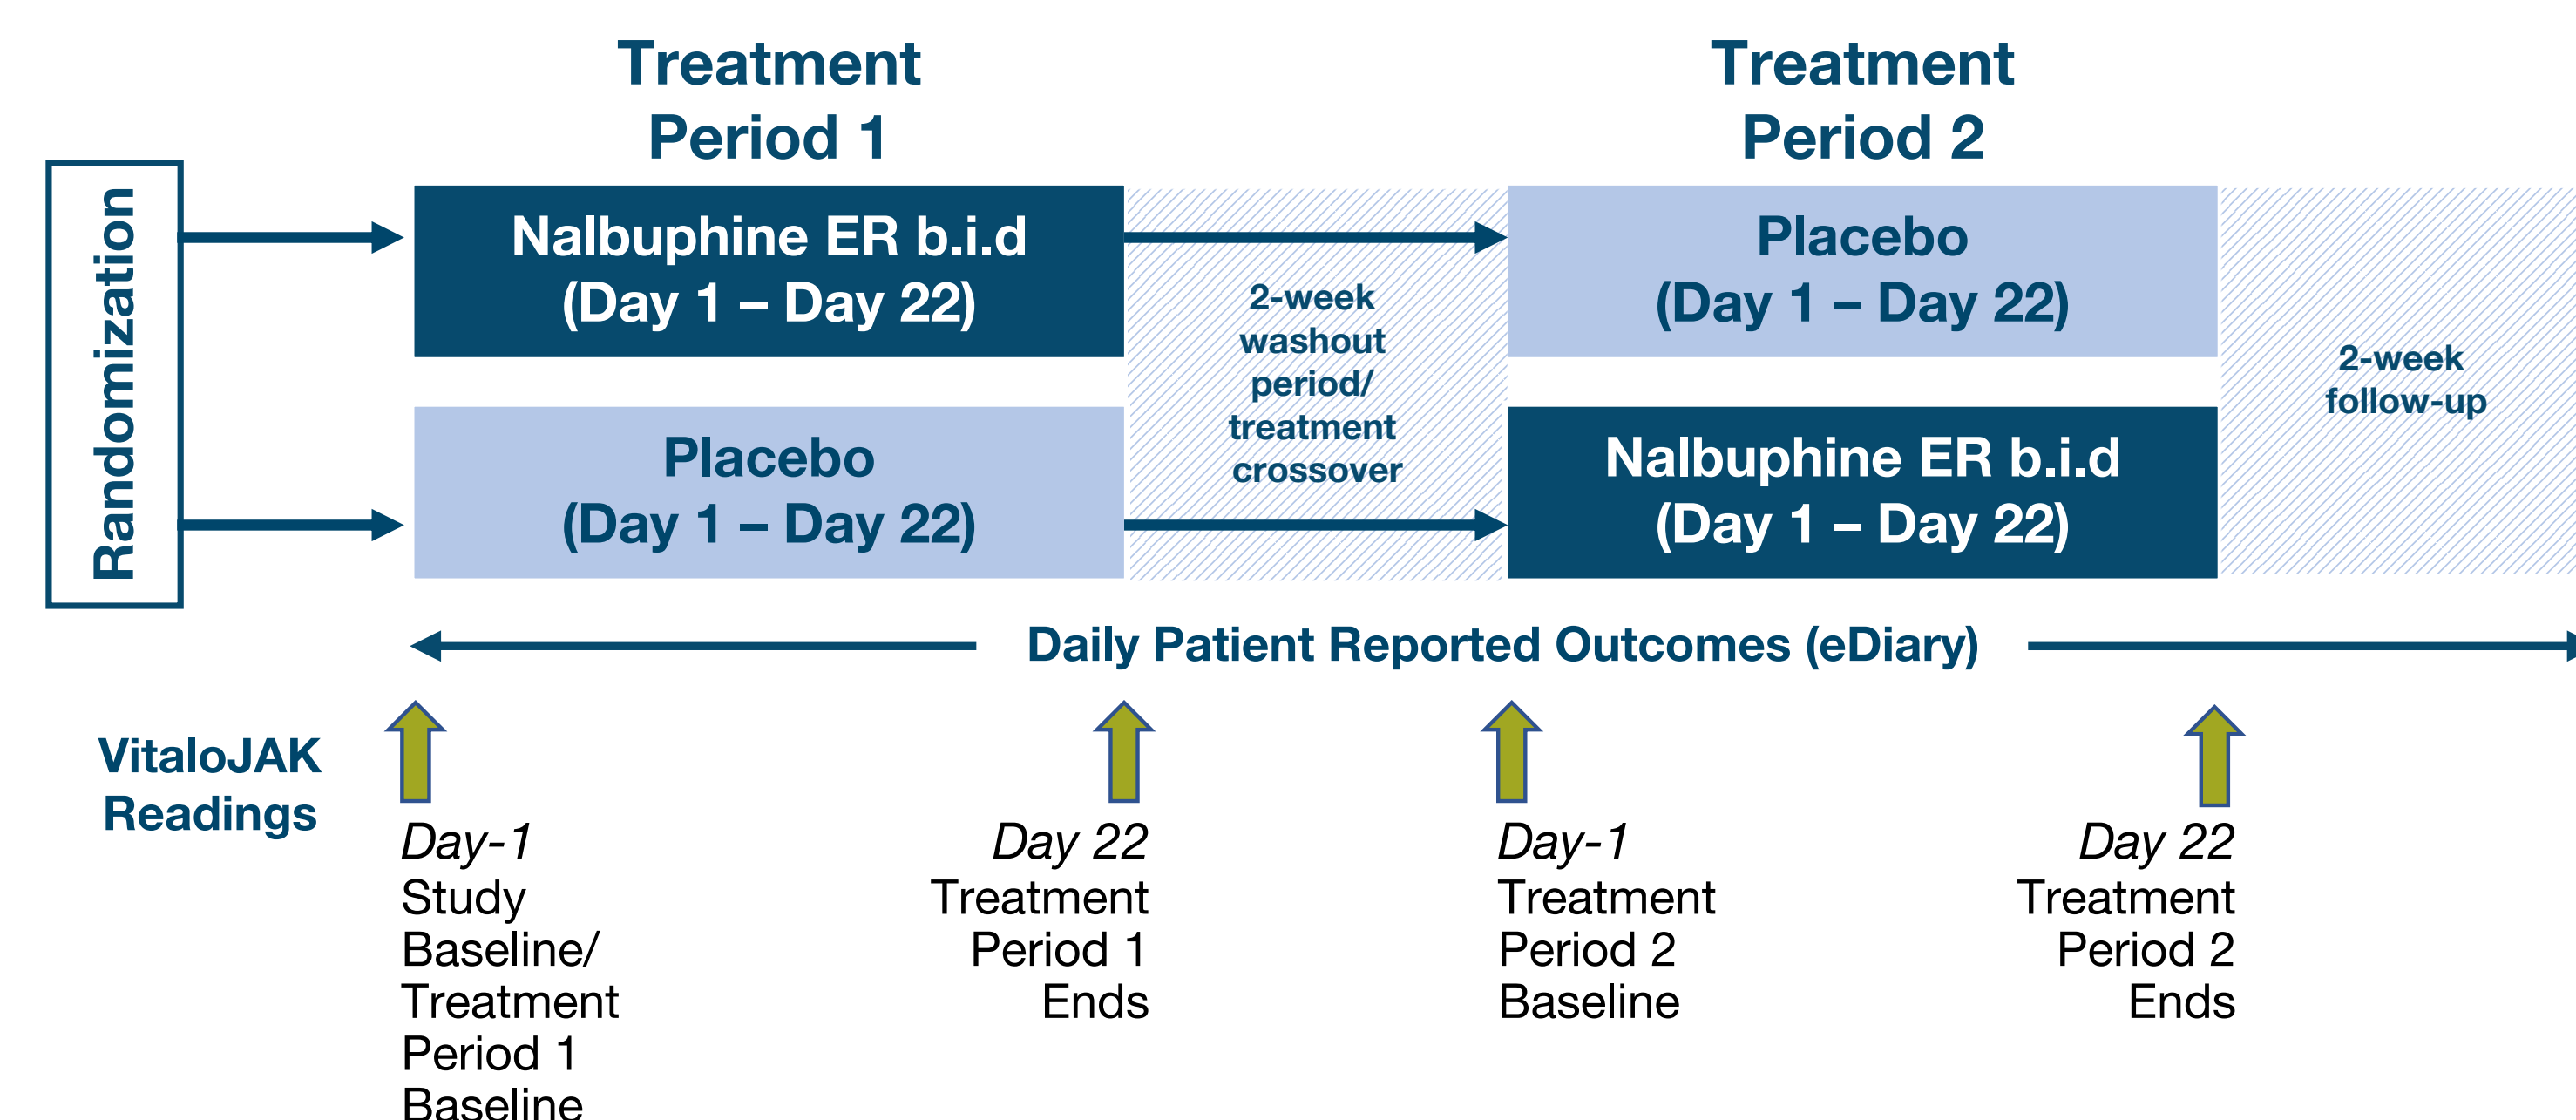 Treatment
Period 1
Treatment
Period 2
Randomization
Nalbuphine ER b.i.d
(Day 1 – Day 22)
Placebo
(Day 1 – Day 22)
2-week
washout
period/
treatment
crossover
Placebo
(Day 1 – Day 22)
Nalbuphine ER b.i.d
(Day 1 – Day 22)
2-week
follow-up
Daily Patient Reported Outcomes (eDiary)
VitaloJAK
Readings
Day-1
Study
Baseline/
Treatment
Period 1
Baseline
Day 22
Treatment
Period 1
Ends
Day-1
Treatment
Period 2
Baseline
Day 22
Treatment
Period 2
Ends